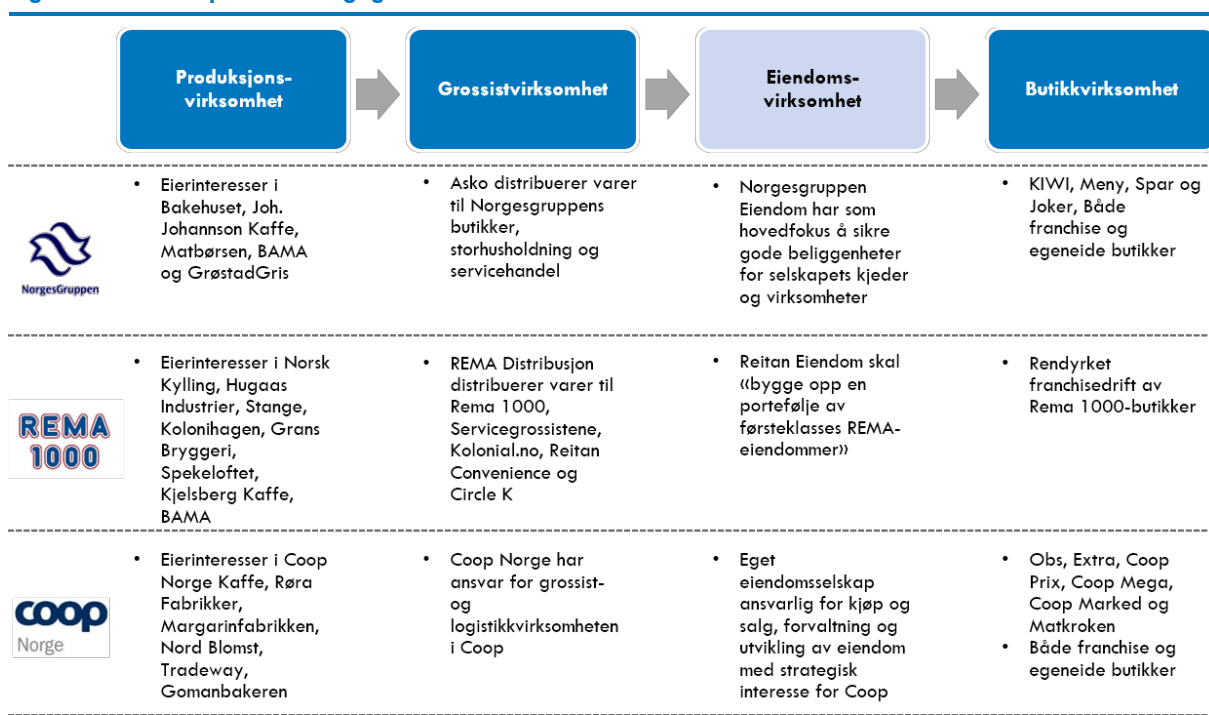 Produksjons-
virksomhet
Grossistvirksomhet
Eiendoms-
virksomhet
Butikkvirksomhet
NorgesGruppen
• Eierinteresser i
Bakehuset, Joh.
Johannson Kaffe,
Matbørsen, BAMA
og GrøstadGris
• Asko distribuerer varer
til Norgesgruppens
butikker,
storhusholdning og
servicehandel
• Norgesgruppen
Eiendom har som
hovedfokus å sikre
gode beliggenheter
for selskapets kjeder
og virksomheter
• KIWI, Meny, Spar og
Joker, Både
franchise og
egeneide butikker
REMA
1000
• Eierinteresser i Norsk
Kylling, Hugaas
Industrier, Stange,
Kolonihagen, Grans
Bryggeri,
Spekeloftet,
Kjelsberg Kaffe,
BAMA
• REMA Distribusjon
distribuerer varer til
Rema 1000,
Servicegrossistene,
Kolonial.no, Reitan
Convenience og
Circle K
• Reitan Eiendom skal
«bygge opp en
portefølje av
førsteklasses REMA-
eiendommer»
• Rendyrket
franchisedrift av
Rema 1000-butikker
coop
Norge
• Eierinteresser i Coop
Norge Kaffe, Røra
Fabrikker,
Margarinfabrikken,
Nord Blomst,
Tradeway,
Gomanbakeren
• Coop Norge har
ansvar for grossist-
og
logistikkvirksomheten
i Coop
• Eget
eiendomsselskap
ansvarlig for kjøp og
salg, forvaltning og
utvikling av eiendom
med strategisk
interesse for Coop
• Obs, Extra, Coop
Prix, Coop Mega,
Coop Marked og
Matkroken
• Både franchise og
egeneide butikker